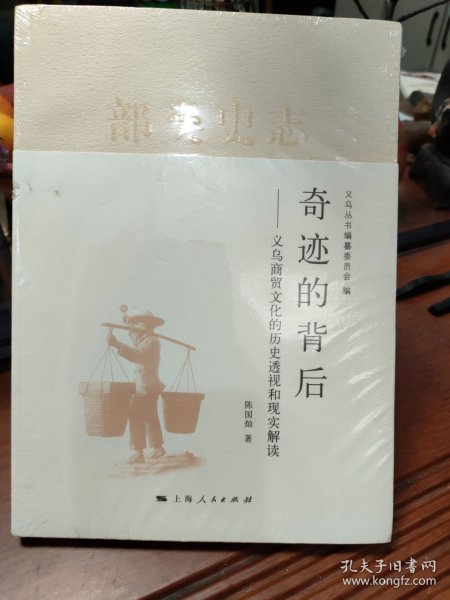 部娄史志
奇迹的背后
——义乌商贸文化的历史透视和现实解读
义乌丛书编纂委员会 编
陈国灿 著
上海人民出版社
孔夫子旧书网
www.kongfz.com